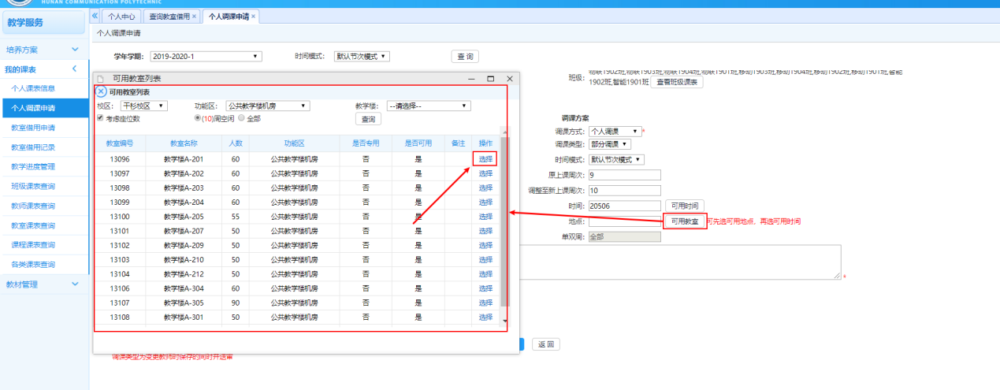 HUNAN COMMUNICATION POLYTECHNIC
教学服务
个人中心 查询教室借用 × 个人调课申请 ×
个人调课申请
培养方案
我的课表
个人课表信息
个人调课申请
教室借用申请
教室借用记录
教学进度管理
班级课表查询
教师课表查询
教室课表查询
课程课表查询
各类课表查询
教材管理
学年学期: 2019-2020-1 时间模式: 默认节次模式 查 询
可用教室列表
可用教室列表
校区: 干杉校区 功能区: 公共教学楼机房 教学楼: --请选择--
考虑座位数 (10)周空闲 全部 查询
教室编号 教室名称 人数 功能区 是否专用 是否可用 备注 操作
13096 教学楼A-201 60 公共教学楼机房 否 是 选择
13097 教学楼A-202 60 公共教学楼机房 否 是 选择
13098 教学楼A-203 60 公共教学楼机房 否 是 选择
13099 教学楼A-204 60 公共教学楼机房 否 是 选择
13100 教学楼A-205 55 公共教学楼机房 否 是 选择
13101 教学楼A-207 50 公共教学楼机房 否 是 选择
13102 教学楼A-209 50 公共教学楼机房 否 是 选择
13103 教学楼A-210 50 公共教学楼机房 否 是 选择
13104 教学楼A-212 50 公共教学楼机房 否 是 选择
13106 教学楼A-304 60 公共教学楼机房 否 是 选择
13107 教学楼A-305 90 公共教学楼机房 否 是 选择
13108 教学楼A-301 50 公共教学楼机房 否 是 选择
班级: 物联1902班,物联1903班,物联1904班,物联1901班,移动1903班,移动1904班,移动1902班,移动1901班,智能
1902班,智能1901班 查看班级课表
调课方案
调课方式: 个人调课 *
调课类型: 部分调课
时间模式: 默认节次模式
原上课周次: 9
调整至新上课周次: 10
时间: 20506 可用时间
地点: 可用教室 可先选可用地点，再选可用时间
单双周: 全部
*
返 回
调课类型为变更教师时保存的同时并送审